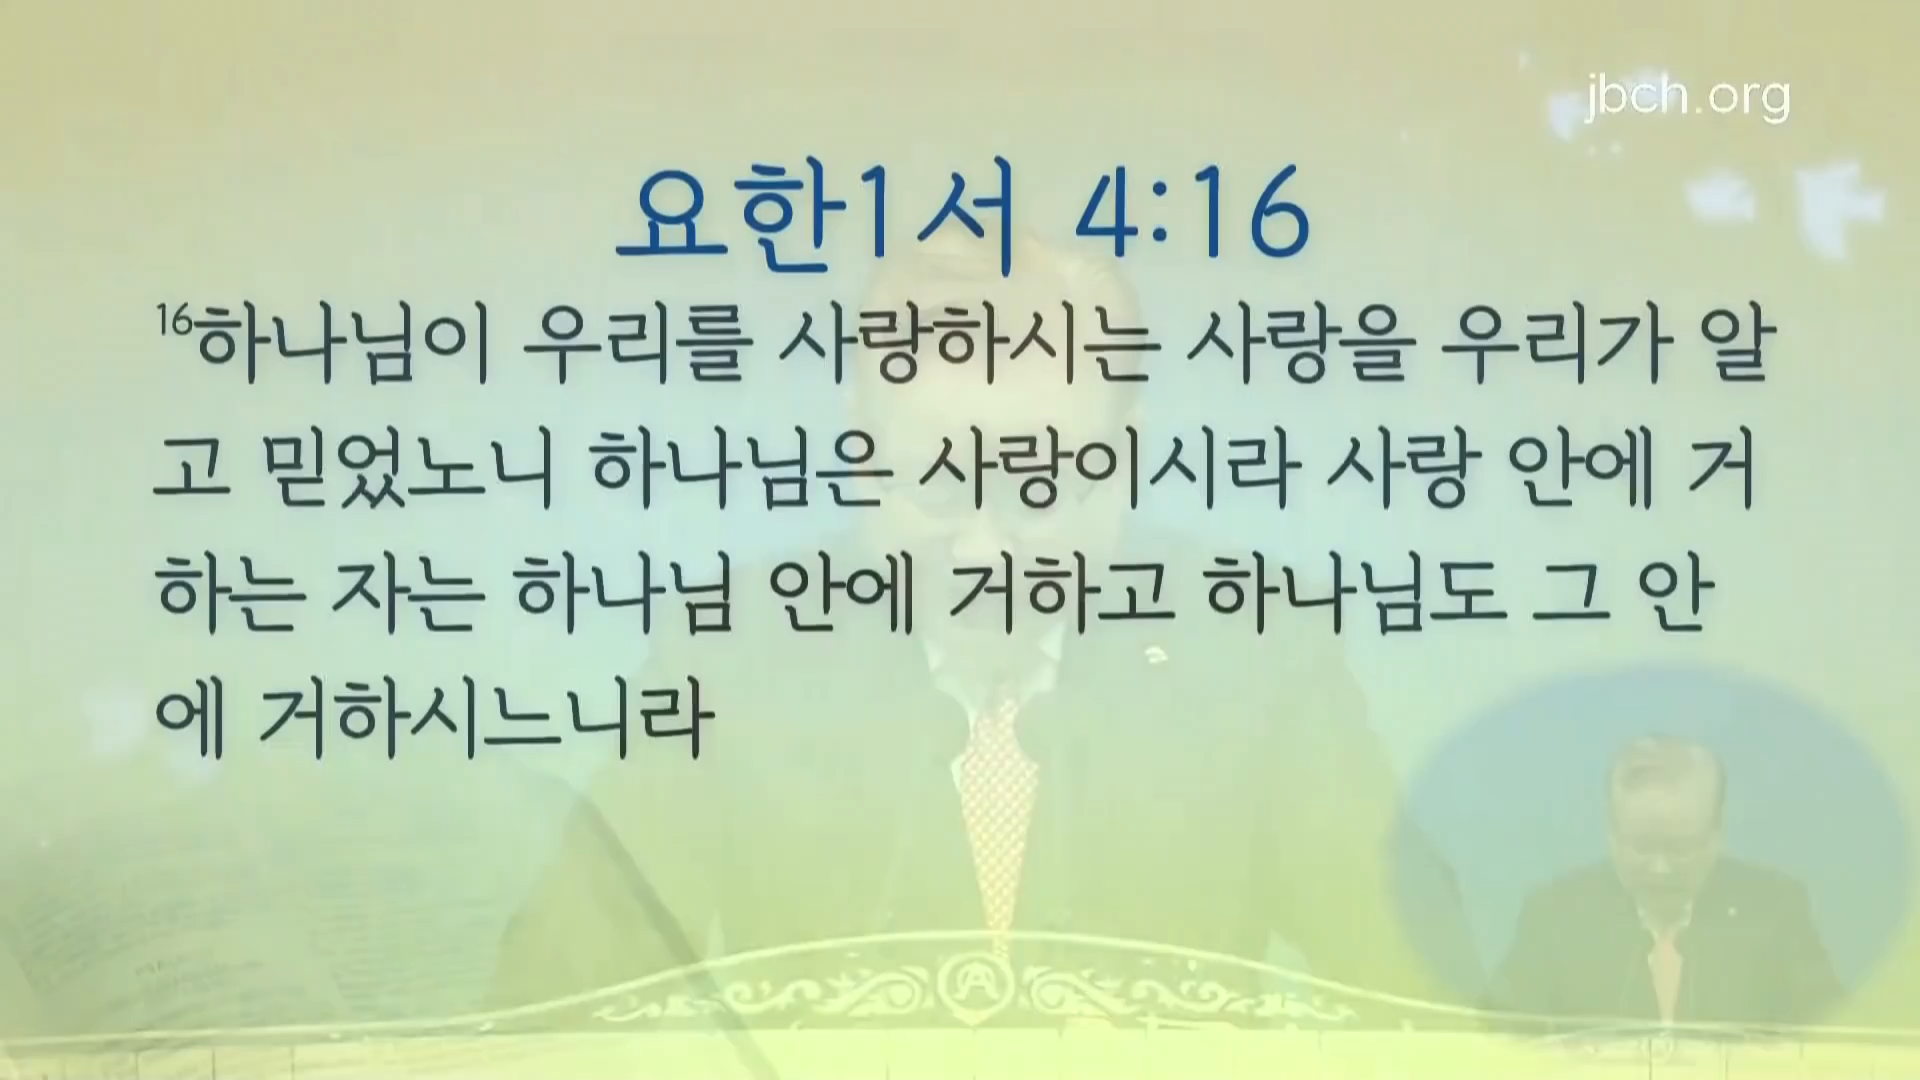 jbch.org
요한1서 4:16
16하나님이 우리를 사랑하시는 사랑을 우리가 알
고 믿었노니 하나님은 사랑이시라 사랑 안에 거
하는 자는 하나님 안에 거하고 하나님도 그 안
에 거하시느니라